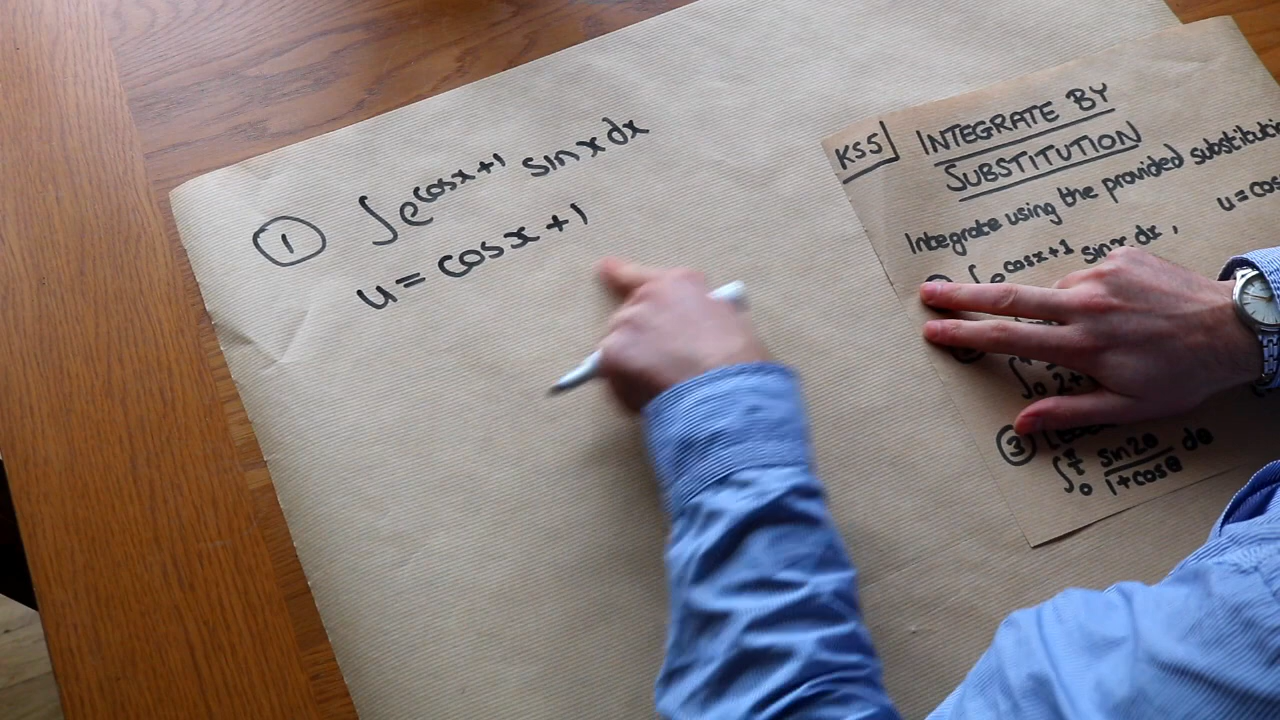 ① ∫e^cosx+1 sinx dx
u = cosx + 1
KS5
INTEGRATE BY
SUBSTITUTION
Integrate using the provided
u = cos
∫e^cosx+1 sinx dx,
③
∫₀^π/2 sin2θ/1+cosθ dθ